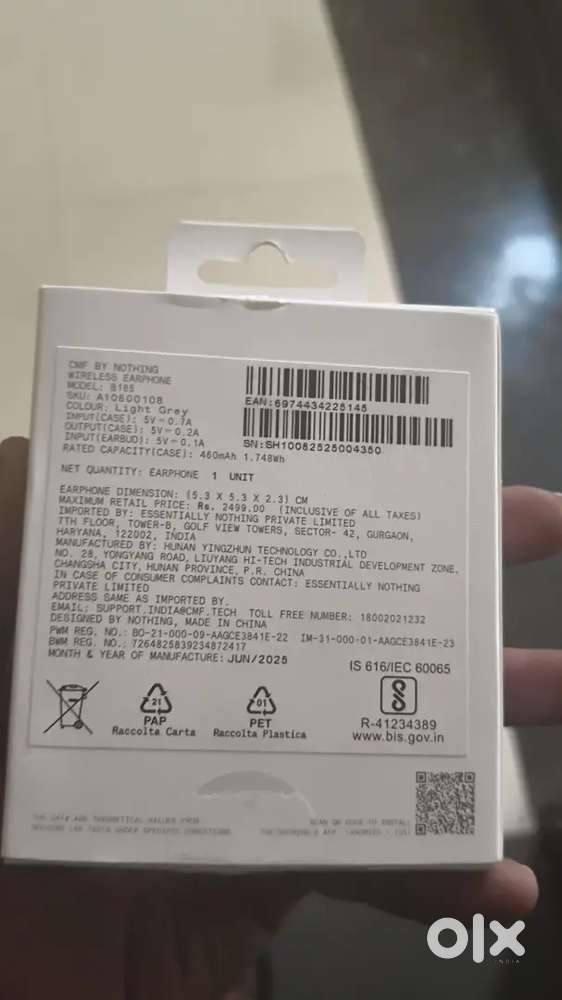 CMF BY NOTHING
WIRELESS EARPHONE
MODEL: B185
SKU: A10600108
COLOUR: Light Grey
INPUT(CASE): 5V⎓0.7A
OUTPUT(CASE): 5V⎓0.2A
INPUT(EARBUD): 5V⎓0.1A
RATED CAPACITY(CASE): 460mAh 1.748Wh
EAN:6974434225145
SN:SH10082525004350
NET QUANTITY: EARPHONE 1 UNIT
EARPHONE DIMENSION: (5.3 X 5.3 X 2.3) CM
MAXIMUM RETAIL PRICE: Rs. 2499.00 (INCLUSIVE OF ALL TAXES)
IMPORTED BY: ESSENTIALLY NOTHING PRIVATE LIMITED
7TH FLOOR, TOWER-B, GOLF VIEW TOWERS, SECTOR- 42, GURGAON,
HARYANA, 122002, INDIA
MANUFACTURED BY: HUNAN YINGZHUN TECHNOLOGY CO.,LTD
NO. 28, YONGYANG ROAD, LIUYANG HI-TECH INDUSTRIAL DEVELOPMENT ZONE,
CHANGSHA CITY, HUNAN PROVINCE, P.R. CHINA
IN CASE OF CONSUMER COMPLAINTS CONTACT: ESSENTIALLY NOTHING
PRIVATE LIMITED
ADDRESS SAME AS IMPORTED BY.
EMAIL: SUPPORT.INDIA@CMF.TECH TOLL FREE NUMBER: 18002021232
DESIGNED BY NOTHING, MADE IN CHINA
PWM REG. NO.: BO-21-000-09-AAGCE3841E-22 IM-31-000-01-AAGCE3841E-23
BWM REG. NO.: 7264825839234872417
MONTH & YEAR OF MANUFACTURE: JUN/2025
IS 616/IEC 60065
21
PAP
Raccolta Carta
01
PET
Raccolta Plastica
R-41234389
www.bis.gov.in
SCAN QR CODE TO INSTALL
olx
INDIA